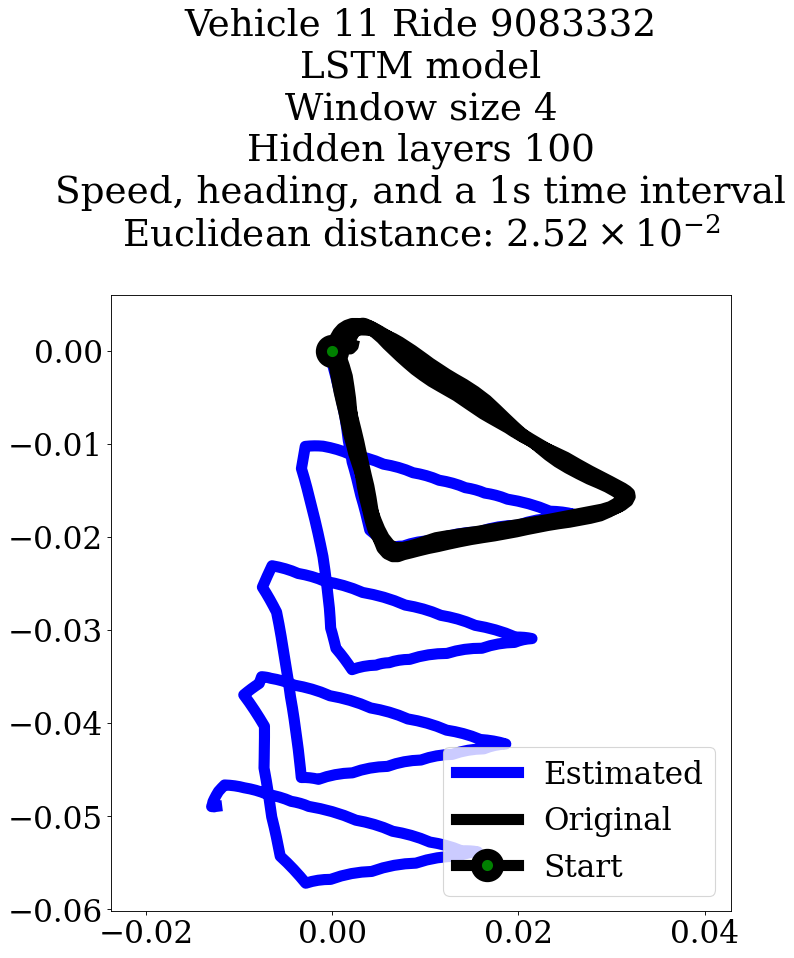 Vehicle 11 Ride 9083332
LSTM model
Window size 4
Hidden layers 100
Speed, heading, and a 1s time interval
Euclidean distance: 2.52 × 10⁻²
0.00
−0.01
−0.02
−0.03
−0.04
−0.05
−0.06
Estimated
Original
Start
−0.02 0.00 0.02 0.04